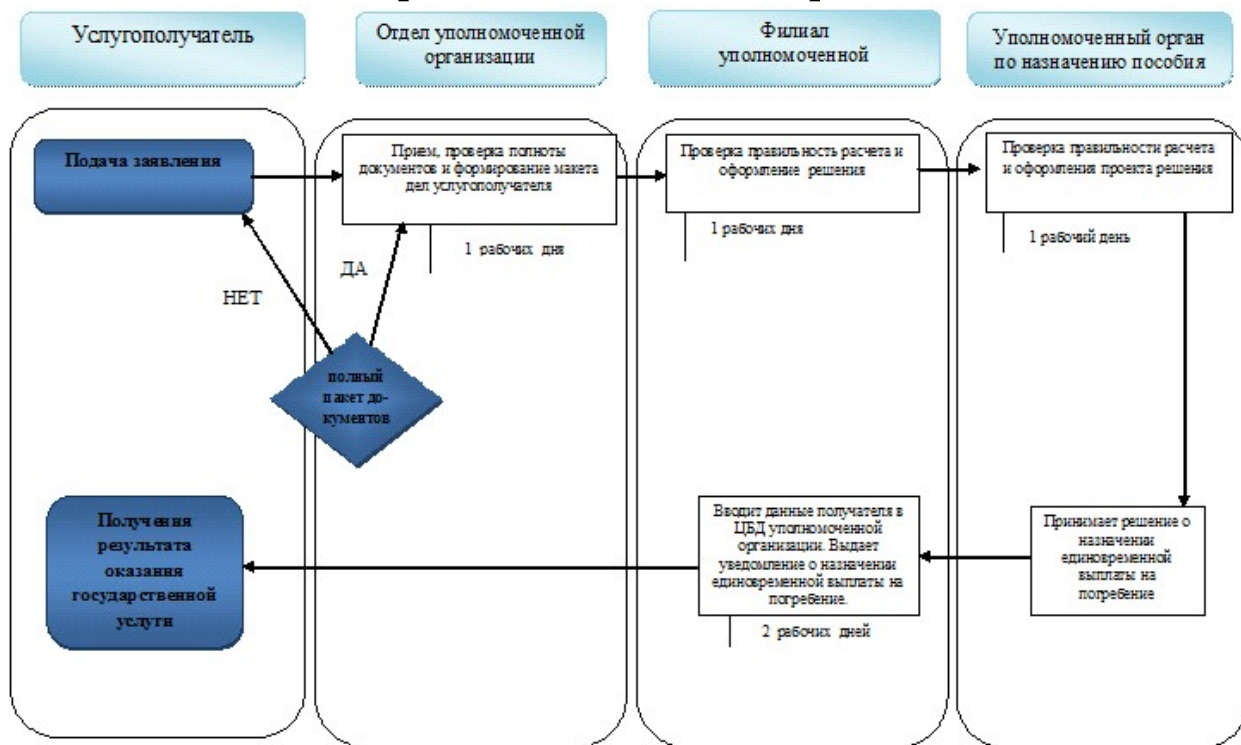 Услугополучатель
Отдел уполномоченной
организации
Филиал
уполномоченной
Уполномоченный орган
по назначению пособия
Подача заявления
Прием, проверка полноты
документов и формирование макета
дел услугополучателя
1 рабочих дня
Проверка правильность расчета и
оформление решения
1 рабочих дня
Проверка правильности расчета
и оформления проекта решения
1 рабочий день
НЕТ
ДА
полный
пакет до-
кументов
Получения
результата
оказания
государственной
услуги
Вводит данные получателя в
ЦБД уполномоченной
организации. Выдает
уведомление о назначении
единовременной выплаты на
погребение.
2 рабочих дней
Принимает решение о
назначении
единовременной
выплаты на
погребение